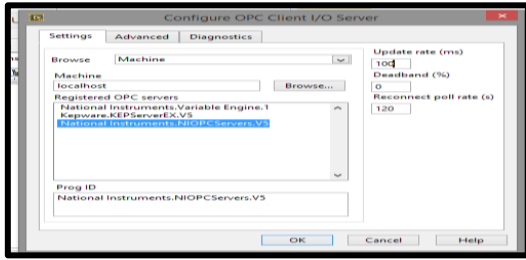 Configure OPC Client I/O Server
Settings Advanced Diagnostics
Browse Machine
Update rate (ms)
100
Machine
Deadband (%)
localhost Browse...
0
Registered OPC servers
Reconnect poll rate (s)
National Instruments.Variable Engine.1
120
Kepware.KEPServerEX.V5
National Instruments.NIOPCServers.V5
Prog ID
National Instruments.NIOPCServers.V5
OK Cancel Help